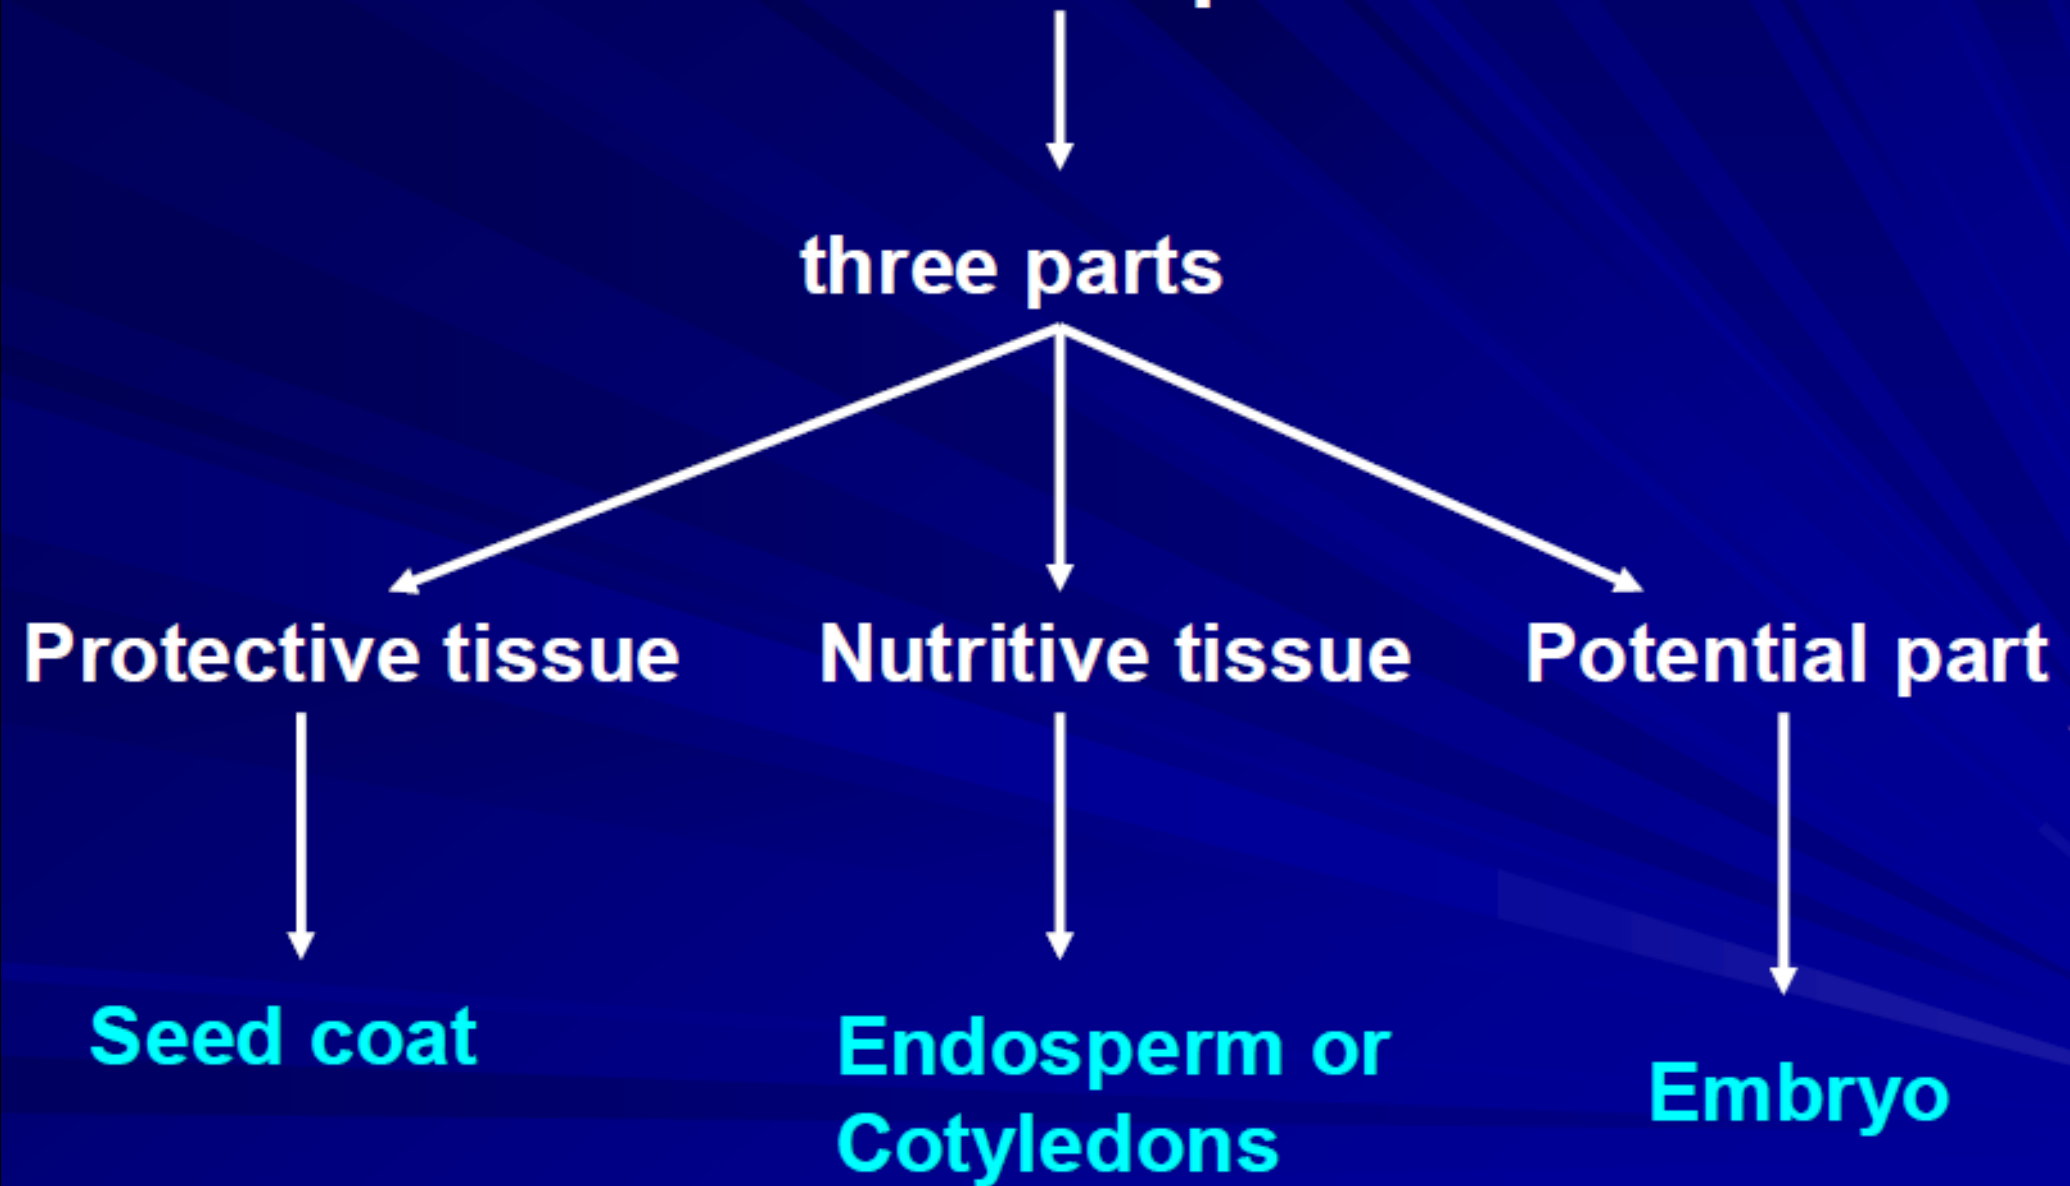 three parts
Protective tissue
Nutritive tissue
Potential part
Seed coat
Endosperm or
Cotyledons
Embryo